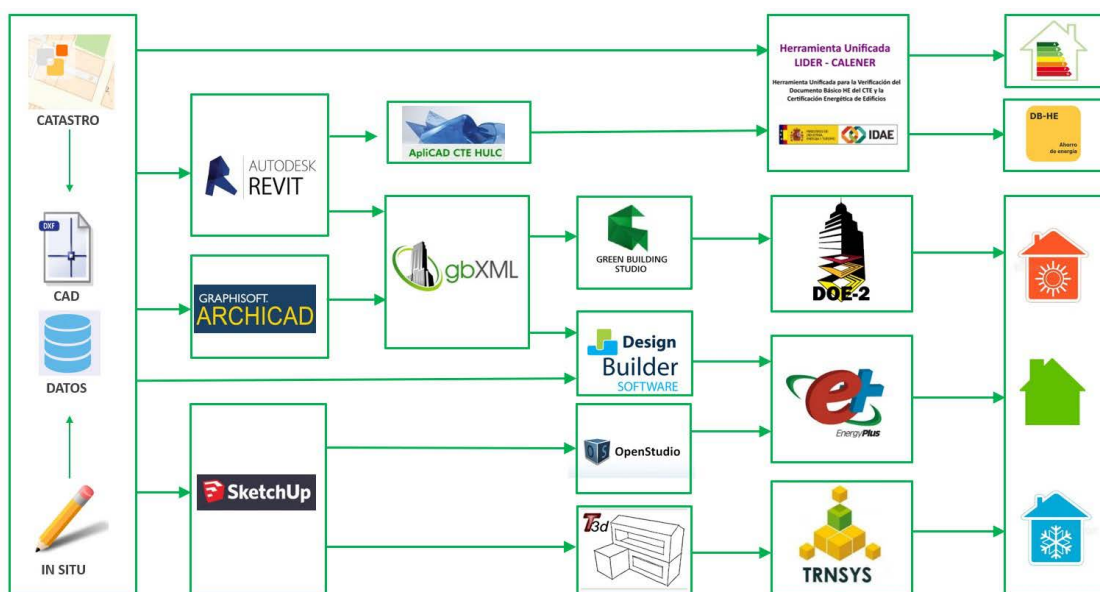 CATASTRO
DXF
CAD
DATOS
IN SITU
AUTODESK
REVIT
GRAPHISOFT.
ARCHICAD
SketchUp
ApliCAD CTE HULC
gbXML
GREEN BUILDING
STUDIO
Design
Builder
SOFTWARE
OS
OpenStudio
T3d
Herramienta Unificada
LIDER - CALENER
Herramienta Unificada para la Verificación del
Documento Básico HE del CTE y la
Certificación Energética de Edificios
IDAE
DOE-2
e+
EnergyPlus
TRNSYS
DB-HE
Ahorro
de energía